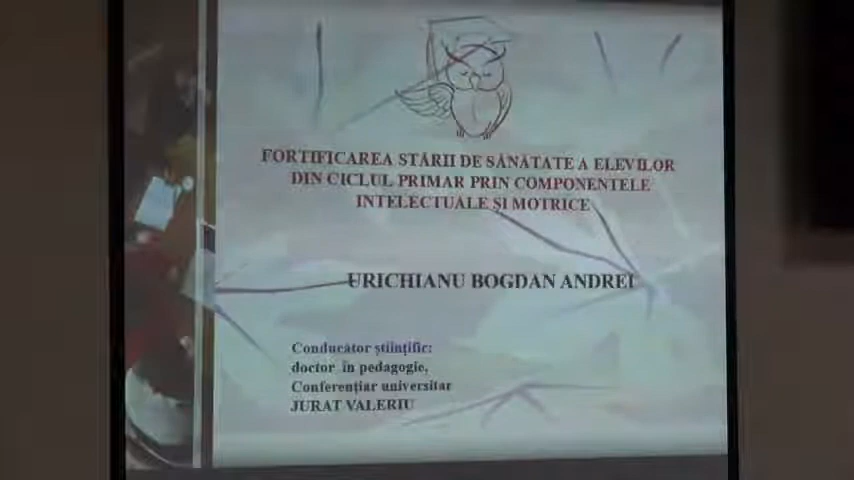 FORTIFICAREA STĂRII DE SĂNĂTATE A ELEVILOR
DIN CICLUL PRIMAR PRIN COMPONENTELE
INTELECTUALE ȘI MOTRICE
URICHIANU BOGDAN ANDREI
Conducător științific:
doctor în pedagogie,
Conferențiar universitar
JURAT VALERIU